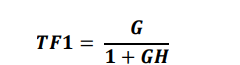 TF1 = G / (1 + GH)